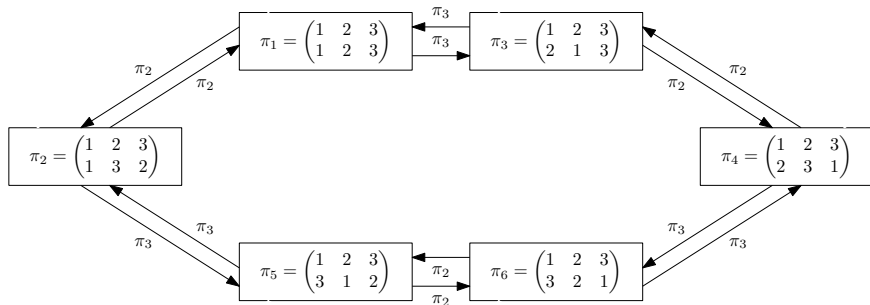 π₃
π₁ = (1 2 3
1 2 3)
π₃
π₃ = (1 2 3
2 1 3)
π₂
π₂
π₂
π₂
π₂ = (1 2 3
1 3 2)
π₄ = (1 2 3
2 3 1)
π₃
π₃
π₃
π₃
π₅ = (1 2 3
3 1 2)
π₂
π₆ = (1 2 3
3 2 1)
π₂